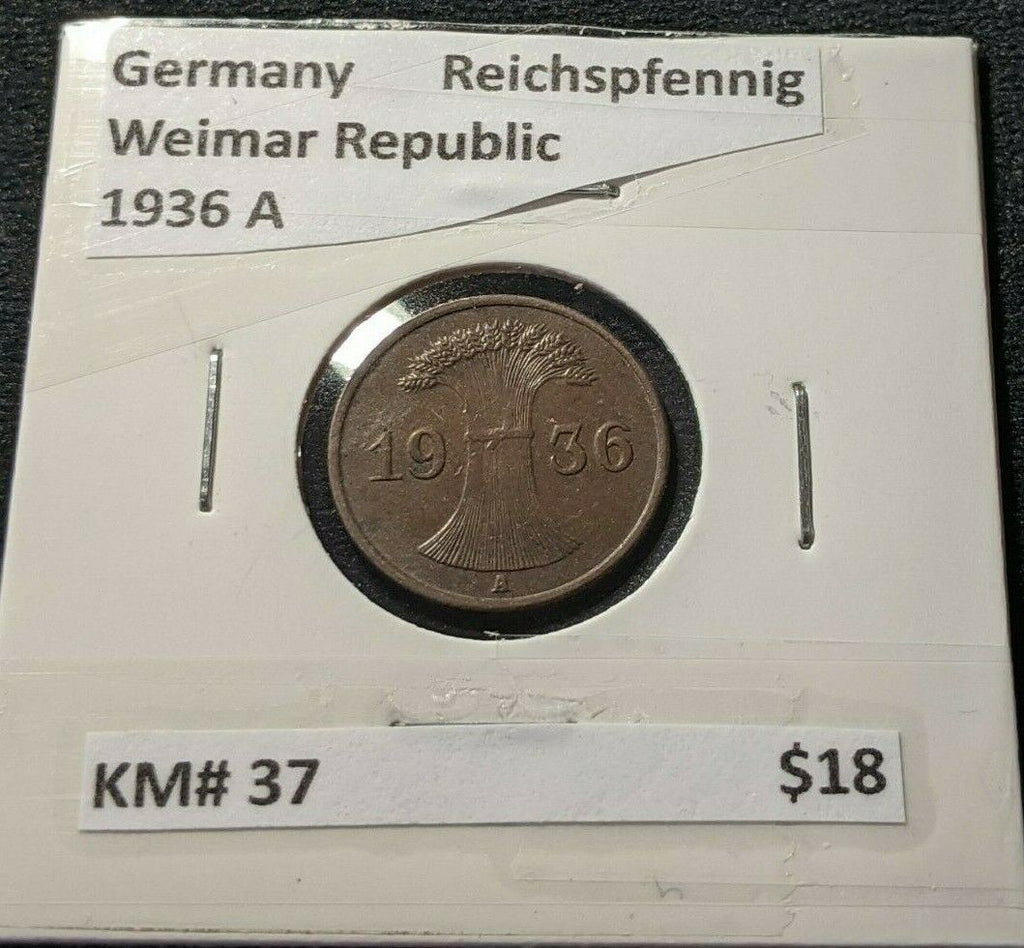 Germany Reichspfennig
Weimar Republic
1936 A
19 36
A
KM# 37 $18